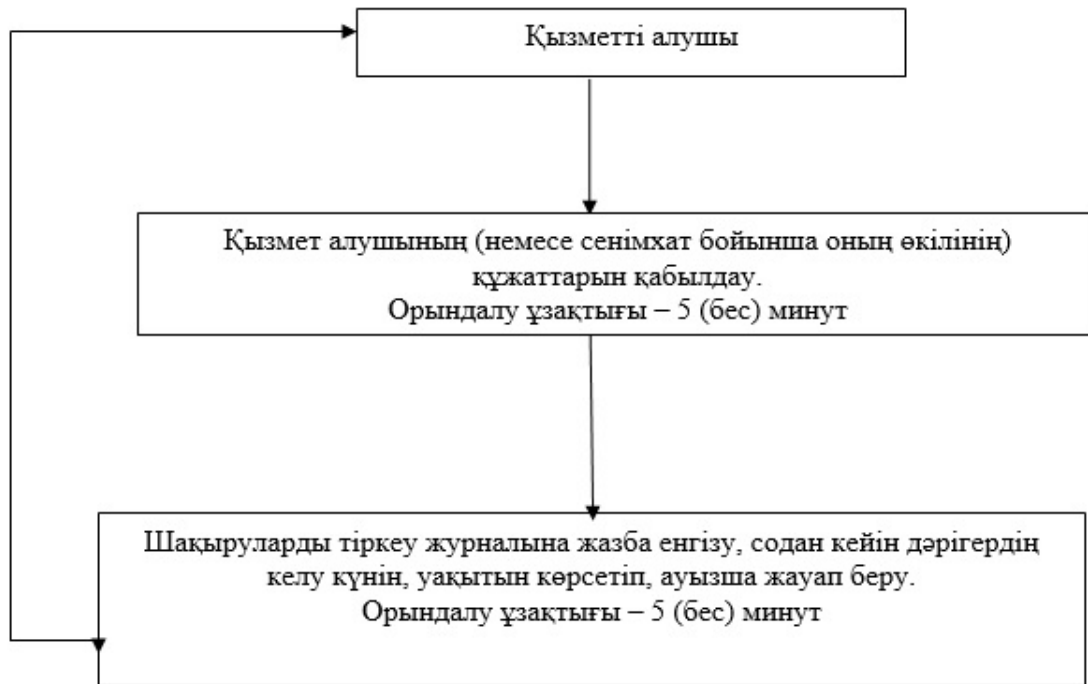 Қызметті алушы
Қызмет алушының (немесе сенімхат бойынша оның өкілінің)
құжаттарын қабылдау.
Орындалу ұзақтығы – 5 (бес) минут
Шақыруларды тіркеу журналына жазба енгізу, содан кейін дәрігердің
келу күнін, уақытын көрсетіп, ауызша жауап беру.
Орындалу ұзақтығы – 5 (бес) минут